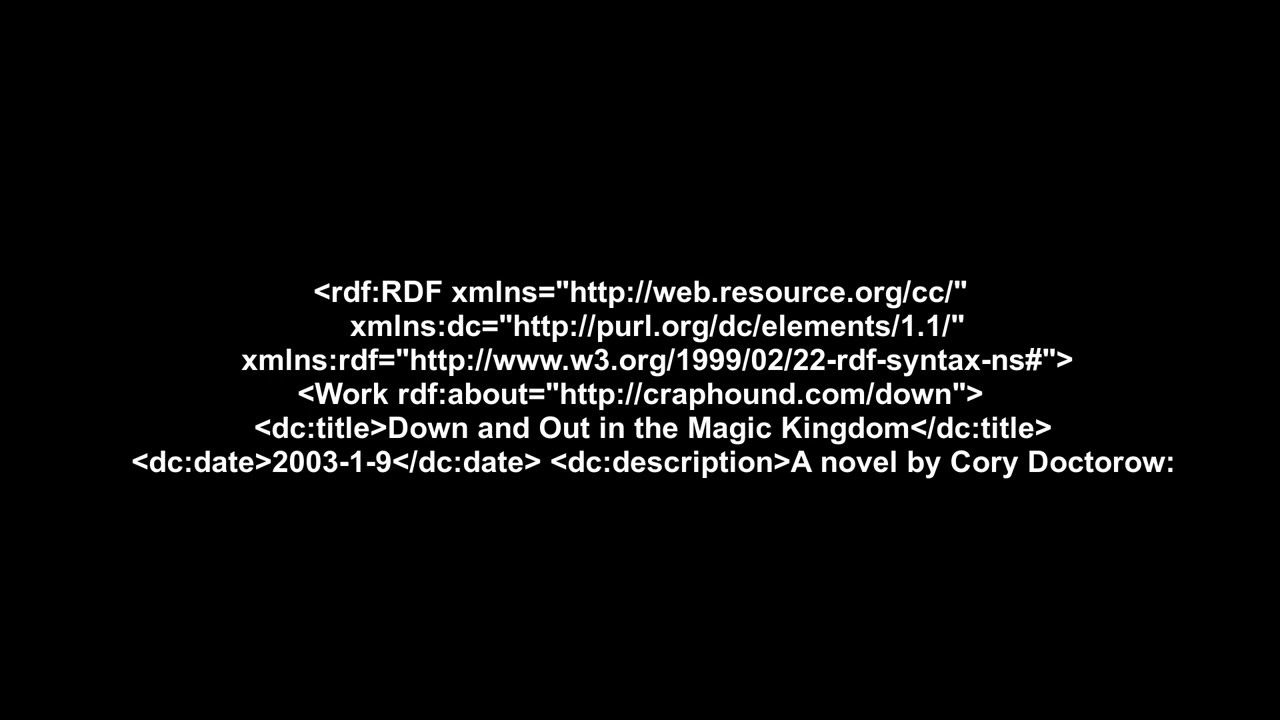 <rdf:RDF xmlns="http://web.resource.org/cc/"
xmlns:dc="http://purl.org/dc/elements/1.1/"
xmlns:rdf="http://www.w3.org/1999/02/22-rdf-syntax-ns#">
<Work rdf:about="http://craphound.com/down">
<dc:title>Down and Out in the Magic Kingdom</dc:title>
<dc:date>2003-1-9</dc:date> <dc:description>A novel by Cory Doctorow: